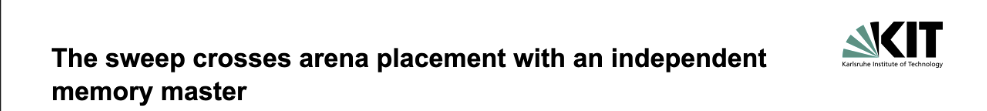 The sweep crosses arena placement with an independent
memory master
KIT
Karlsruhe Institute of Technology